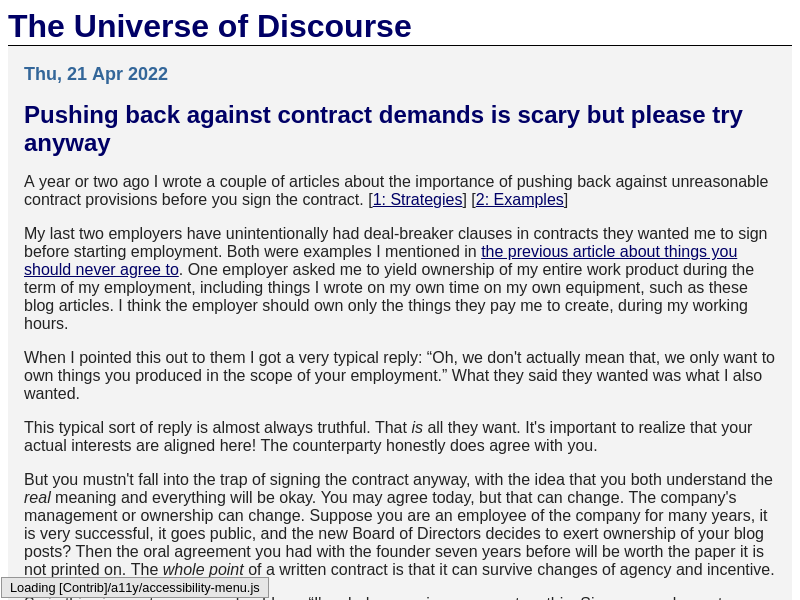 The Universe of Discourse
Thu, 21 Apr 2022
Pushing back against contract demands is scary but please try
anyway
A year or two ago I wrote a couple of articles about the importance of pushing back against unreasonable
contract provisions before you sign the contract. [1: Strategies] [2: Examples]
My last two employers have unintentionally had deal-breaker clauses in contracts they wanted me to sign
before starting employment. Both were examples I mentioned in the previous article about things you
should never agree to. One employer asked me to yield ownership of my entire work product during the
term of my employment, including things I wrote on my own time on my own equipment, such as these
blog articles. I think the employer should own only the things they pay me to create, during my working
hours.
When I pointed this out to them I got a very typical reply: “Oh, we don't actually mean that, we only want to
own things you produced in the scope of your employment.” What they said they wanted was what I also
wanted.
This typical sort of reply is almost always truthful. That is all they want. It's important to realize that your
actual interests are aligned here! The counterparty honestly does agree with you.
But you mustn't fall into the trap of signing the contract anyway, with the idea that you both understand the
real meaning and everything will be okay. You may agree today, but that can change. The company's
management or ownership can change. Suppose you are an employee of the company for many years, it
is very successful, it goes public, and the new Board of Directors decides to exert ownership of your blog
posts? Then the oral agreement you had with the founder seven years before will be worth the paper it is
not printed on. The whole point of a written contract is that it can survive changes of agency and incentive.
Loading [Contrib]/a11y/accessibility-menu.js